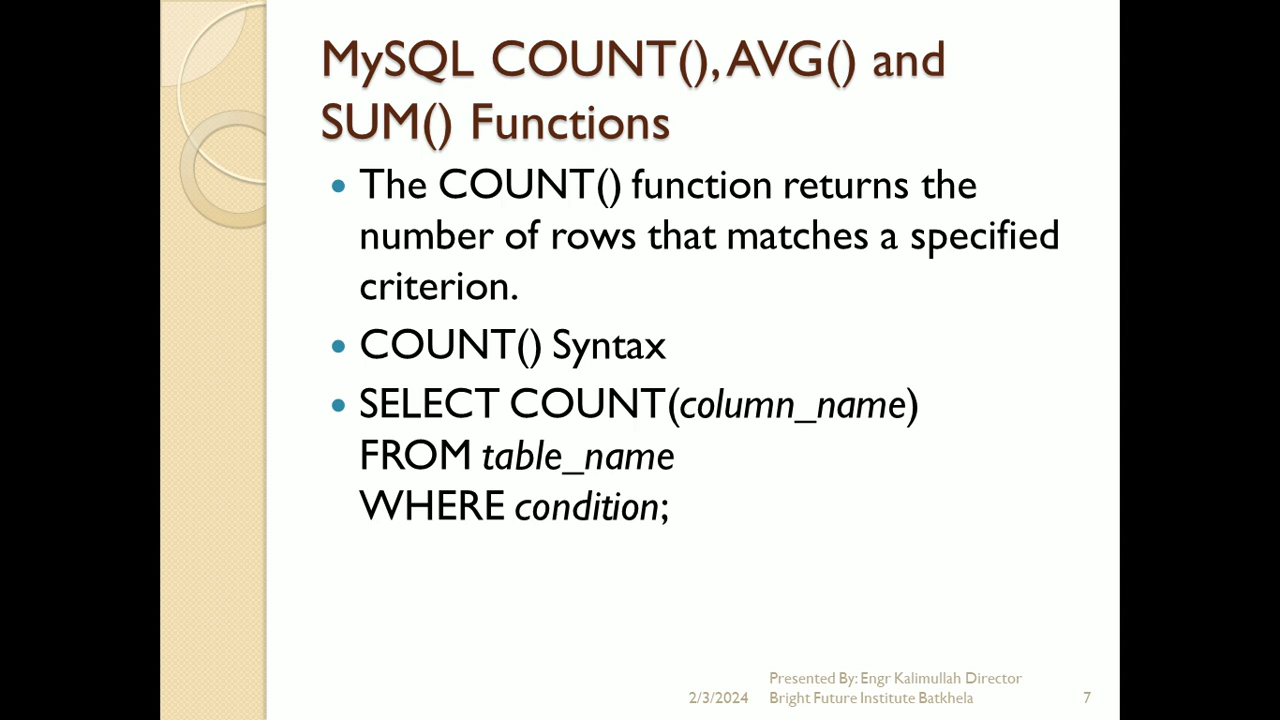 MySQL COUNT(), AVG() and
SUM() Functions
• The COUNT() function returns the
number of rows that matches a specified
criterion.
• COUNT() Syntax
• SELECT COUNT(column_name)
FROM table_name
WHERE condition;
Presented By: Engr Kalimullah Director
2/3/2024 Bright Future Institute Batkhela 7